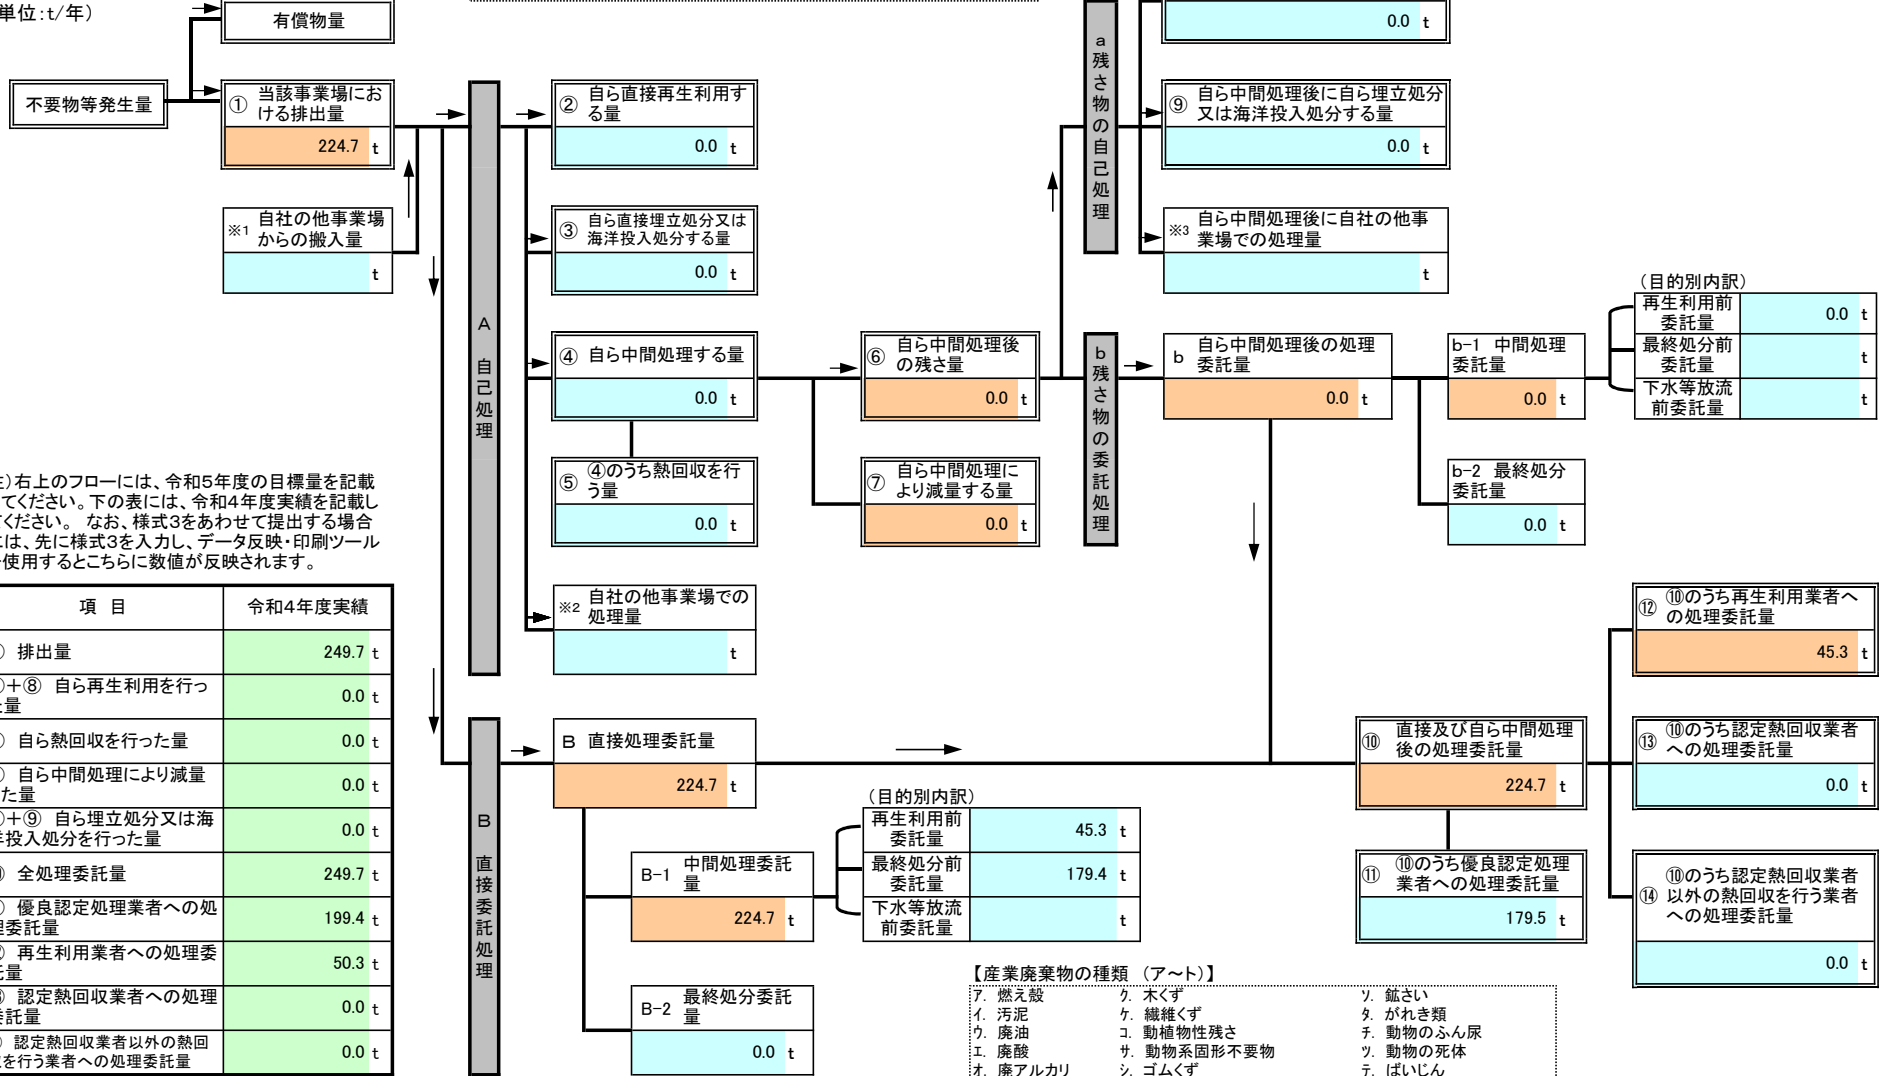 単位:t/年)
有償物量
不要物等発生量
① 当該事業場にお
ける排出量
224.7 t
※1 自社の他事業場
からの搬入量
t
A 自己処理
② 自ら直接再生利用す
る量
0.0 t
③ 自ら直接埋立処分又は
海洋投入処分する量
0.0 t
④ 自ら中間処理する量
0.0 t
⑤ ④のうち熱回収を行
う量
0.0 t
※2 自社の他事業場での
処理量
t
⑥ 自ら中間処理後
の残さ量
0.0 t
⑦ 自ら中間処理に
より減量する量
0.0 t
a 残さ物の自己処理
0.0 t
⑨ 自ら中間処理後に自ら埋立処分
又は海洋投入処分する量
0.0 t
※3 自ら中間処理後に自社の他事
業場での処理量
t
b 残さ物の委託処理
b 自ら中間処理後の処理
委託量
0.0 t
b-1 中間処理
委託量
0.0 t
b-2 最終処分
委託量
0.0 t
(目的別内訳)
再生利用前
委託量
0.0 t
最終処分前
委託量
t
下水等放流
前委託量
t
)右上のフローには、令和5年度の目標量を記載
てください。下の表には、令和4年度実績を記載し
ください。 なお、様式3をあわせて提出する場合
は、先に様式3を入力し、データ反映・印刷ツール
使用するとこちらに数値が反映されます。
項 目 令和4年度実績
) 排出量 249.7 t
)+⑧ 自ら再生利用を行っ
量 0.0 t
) 自ら熱回収を行った量 0.0 t
) 自ら中間処理により減量
た量 0.0 t
)+⑨ 自ら埋立処分又は海
洋投入処分を行った量 0.0 t
) 全処理委託量 249.7 t
) 優良認定処理業者への処
理委託量 199.4 t
) 再生利用業者への処理委
託量 50.3 t
) 認定熱回収業者への処理
委託量 0.0 t
) 認定熱回収業者以外の熱回
を行う業者への処理委託量 0.0 t
B 直接委託処理
B 直接処理委託量
224.7 t
B-1 中間処理委託
量
224.7 t
B-2 最終処分委託
量
0.0 t
(目的別内訳)
再生利用前
委託量
45.3 t
最終処分前
委託量
179.4 t
下水等放流
前委託量
t
⑩ 直接及び自ら中間処理
後の処理委託量
224.7 t
⑪ ⑩のうち優良認定処理
業者への処理委託量
179.5 t
⑫ ⑩のうち再生利用業者へ
の処理委託量
45.3 t
⑬ ⑩のうち認定熱回収業者
への処理委託量
0.0 t
⑭ ⑩のうち認定熱回収業者
以外の熱回収を行う業者
への処理委託量
0.0 t
【産業廃棄物の種類 (ア~ト)】
ア. 燃え殻 ク. 木くず ソ. 鉱さい
イ. 汚泥 ケ. 繊維くず タ. がれき類
ウ. 廃油 コ. 動植物性残さ チ. 動物のふん尿
エ. 廃酸 サ. 動物系固形不要物 ツ. 動物の死体
オ. 廃アルカリ シ. ゴムくず テ. ばいじん